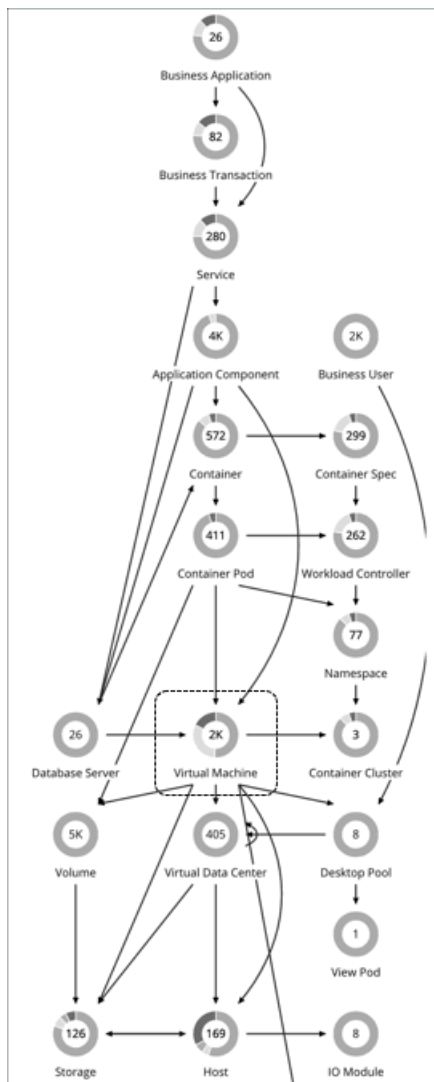 26
Business Application
82
Business Transaction
280
Service
4K
2K
Application Component
Business User
572
299
Container
Container Spec
411
262
Container Pod
Workload Controller
77
Namespace
26
2K
3
Database Server
Virtual Machine
Container Cluster
5K
405
8
Volume
Virtual Data Center
Desktop Pool
1
View Pod
126
169
8
Storage
Host
IO Module